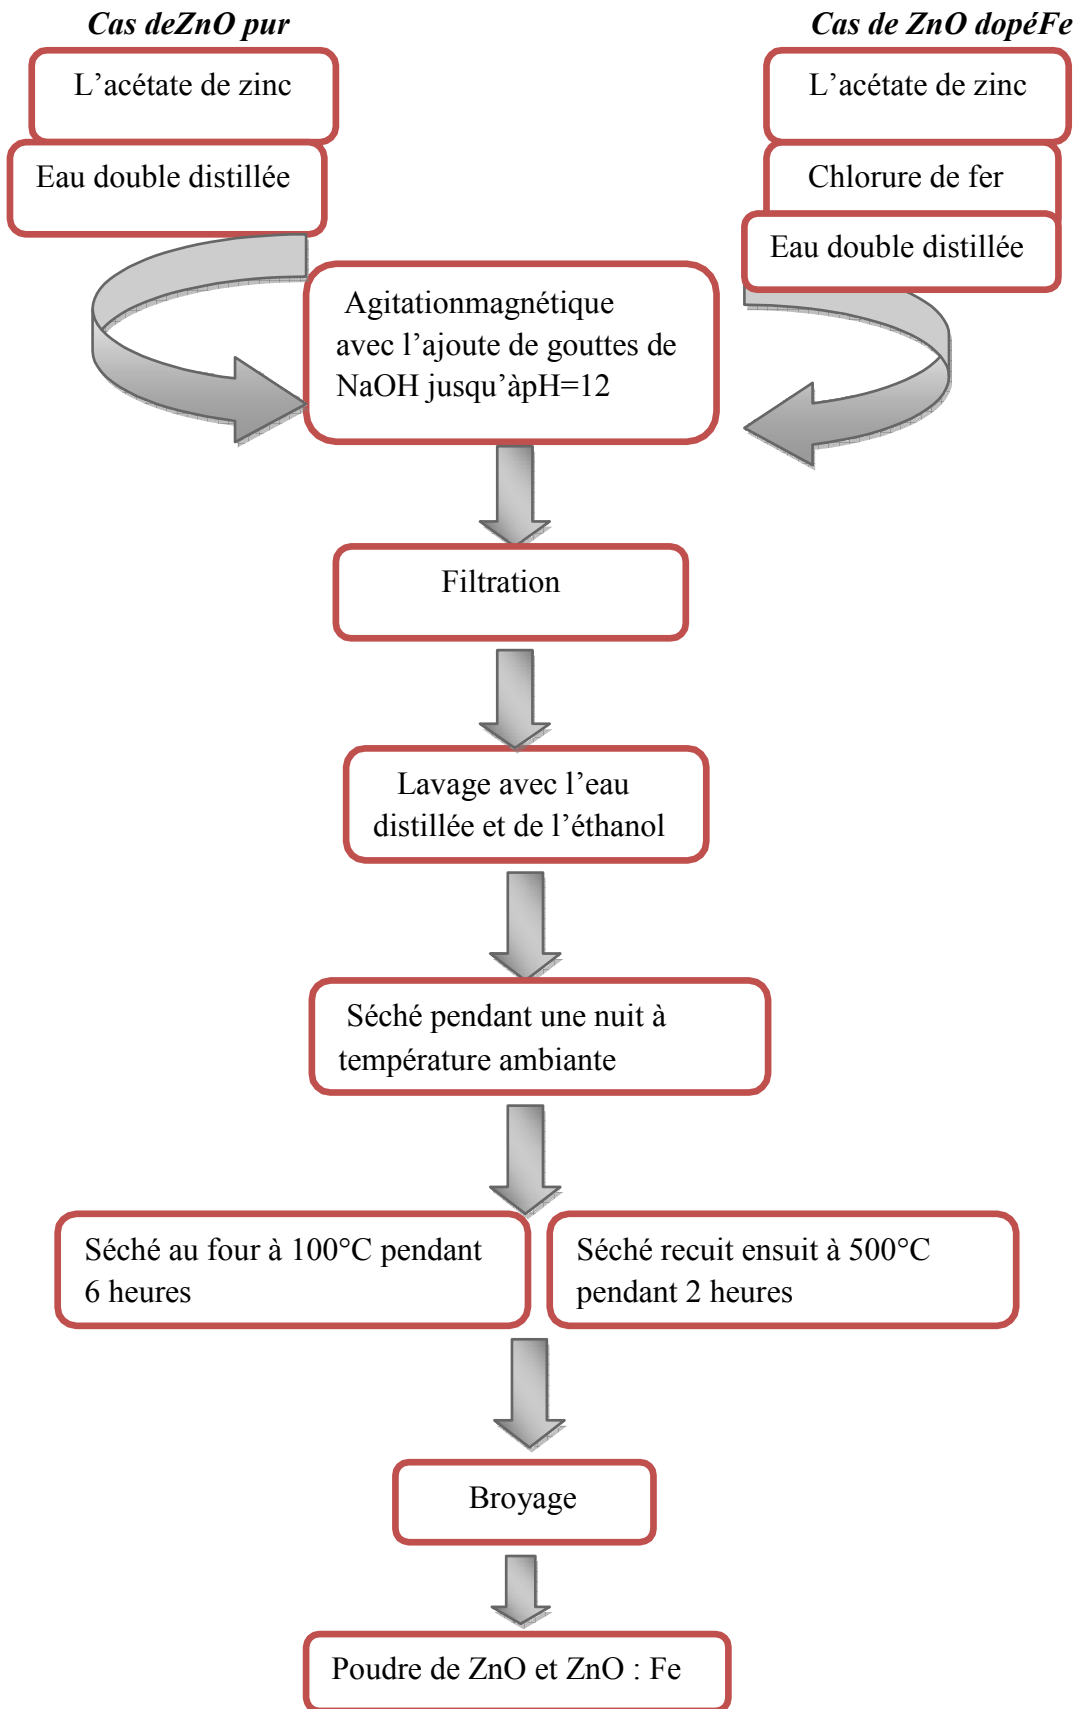 Cas deZnO pur
Cas de ZnO dopéFe
L’acétate de zinc
Eau double distillée
L’acétate de zinc
Chlorure de fer
Eau double distillée
Agitationmagnétique
avec l’ajoute de gouttes de
NaOH jusqu’àpH=12
Filtration
Lavage avec l’eau
distillée et de l’éthanol
Séché pendant une nuit à
température ambiante
Séché au four à 100°C pendant
6 heures
Séché recuit ensuit à 500°C
pendant 2 heures
Broyage
Poudre de ZnO et ZnO : Fe